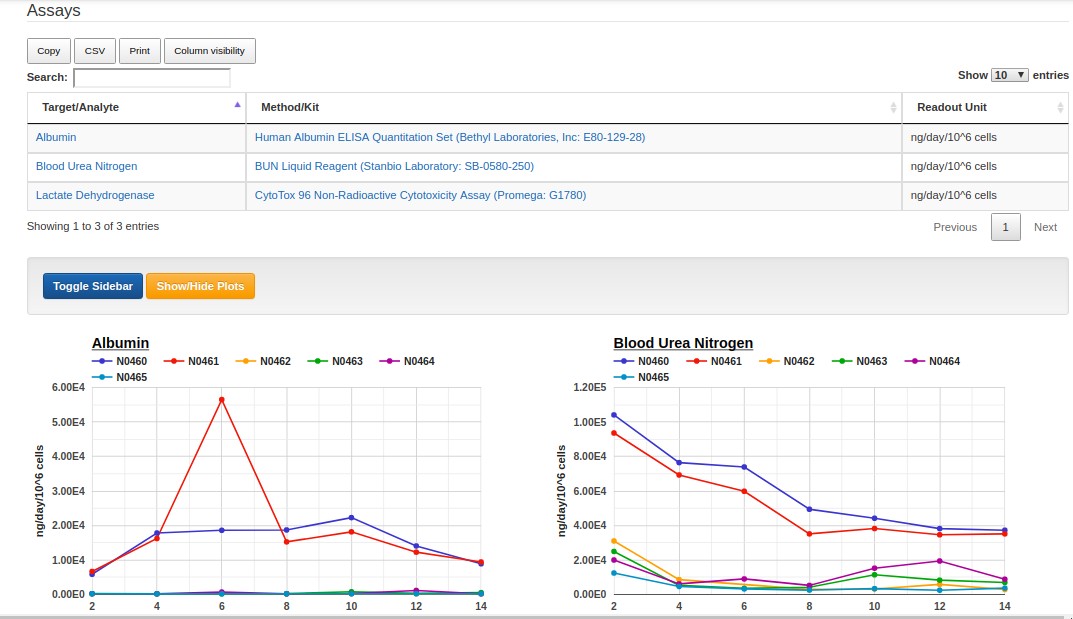 Assays
Copy CSV Print Column visibility
Search: Show 10 entries
Target/Analyte Method/Kit Readout Unit
Albumin Human Albumin ELISA Quantitation Set (Bethyl Laboratories, Inc: E80-129-28) ng/day/10^6 cells
Blood Urea Nitrogen BUN Liquid Reagent (Stanbio Laboratory: SB-0580-250) ng/day/10^6 cells
Lactate Dehydrogenase CytoTox 96 Non-Radioactive Cytotoxicity Assay (Promega: G1780) ng/day/10^6 cells
Showing 1 to 3 of 3 entries Previous 1 Next
Toggle Sidebar Show/Hide Plots
Albumin
N0460 N0461 N0462 N0463 N0464
N0465
6.00E4
5.00E4
4.00E4
3.00E4
2.00E4
1.00E4
0.00E0
ng/day/10^6 cells
2 4 6 8 10 12 14
Blood Urea Nitrogen
N0460 N0461 N0462 N0463 N0464
N0465
1.20E5
1.00E5
8.00E4
6.00E4
4.00E4
2.00E4
0.00E0
ng/day/10^6 cells
2 4 6 8 10 12 14